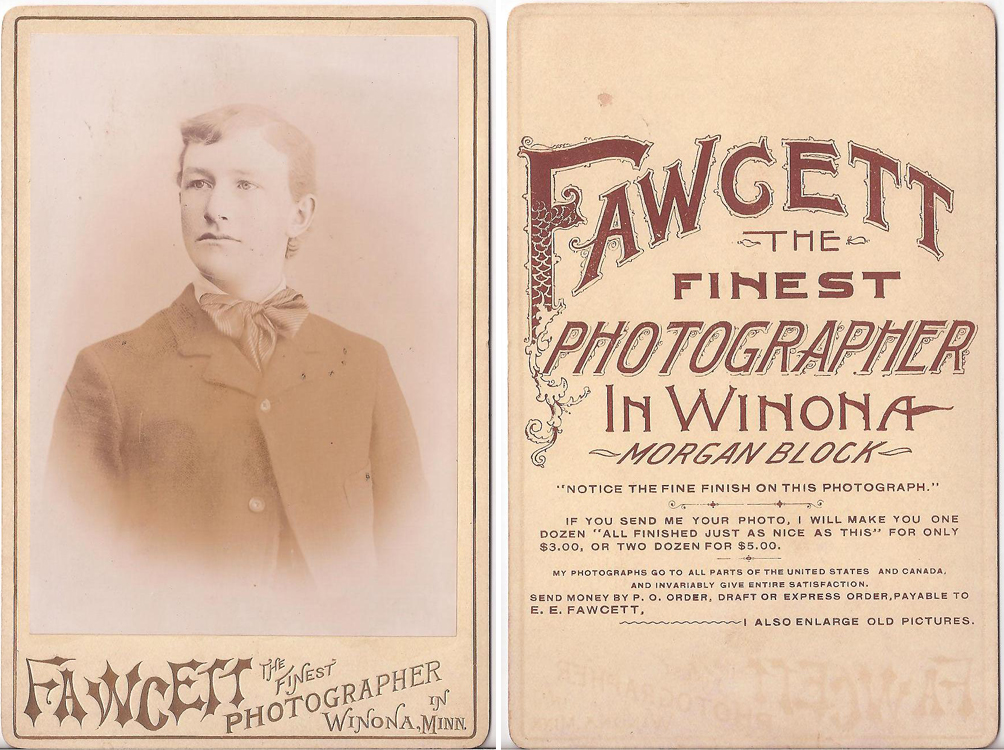 FAWCETT THE FINEST
PHOTOGRAPHER
IN
WINONA, MINN.
FAWCETT
THE
FINEST
PHOTOGRAPHER
IN WINONA
MORGAN BLOCK
"NOTICE THE FINE FINISH ON THIS PHOTOGRAPH."
IF YOU SEND ME YOUR PHOTO, I WILL MAKE YOU ONE
DOZEN "ALL FINISHED JUST AS NICE AS THIS" FOR ONLY
$3.00, OR TWO DOZEN FOR $5.00.
MY PHOTOGRAPHS GO TO ALL PARTS OF THE UNITED STATES AND CANADA,
AND INVARIABLY GIVE ENTIRE SATISFACTION.
SEND MONEY BY P. O. ORDER, DRAFT OR EXPRESS ORDER, PAYABLE TO
E. E. FAWCETT,
I ALSO ENLARGE OLD PICTURES.